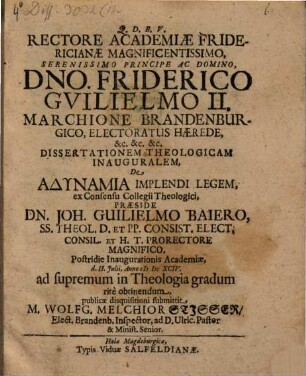 Q. D. B. V.
RECTORE ACADEMIÆ FRIDE-
RICIANÆ MAGNIFICENTISSIMO,
SERENISSIMO PRINCIPE AC DOMINO,
DNO. FRIDERICO
GVILIELMO II,
MARCHIONE BRANDENBUR-
GICO, ELECTORATUS HÆREDE,
&c. &c. &c.
DISSERTATIONEM THEOLOGICAM
INAUGURALEM,
De
ΑΔΥΝΑΜΙΑ IMPLENDI LEGEM,
ex Consensu Collegii Theologici,
PRÆSIDE
DN. JOH. GUILIELMO BAIERO,
SS. THEOL. D. ET PP. CONSIST. ELECT.
CONSIL. ET H. T. PRORECTORE
MAGNIFICO,
Postridie Inaugurationis Academiæ,
d. II. Julii, Anno cIɔ Iɔc XCIV.
ad supremum in Theologia gradum
ritè obtinendum,
publicæ disquisitioni submittit
M. WOLFG. MELCHIOR STISSER/
Elect. Brandenb. Inspector, ad D. Ulric. Pastor
& Minist. Senior.
Halæ Magdeburgicæ,
Typis Viduæ SALFELDIANÆ.